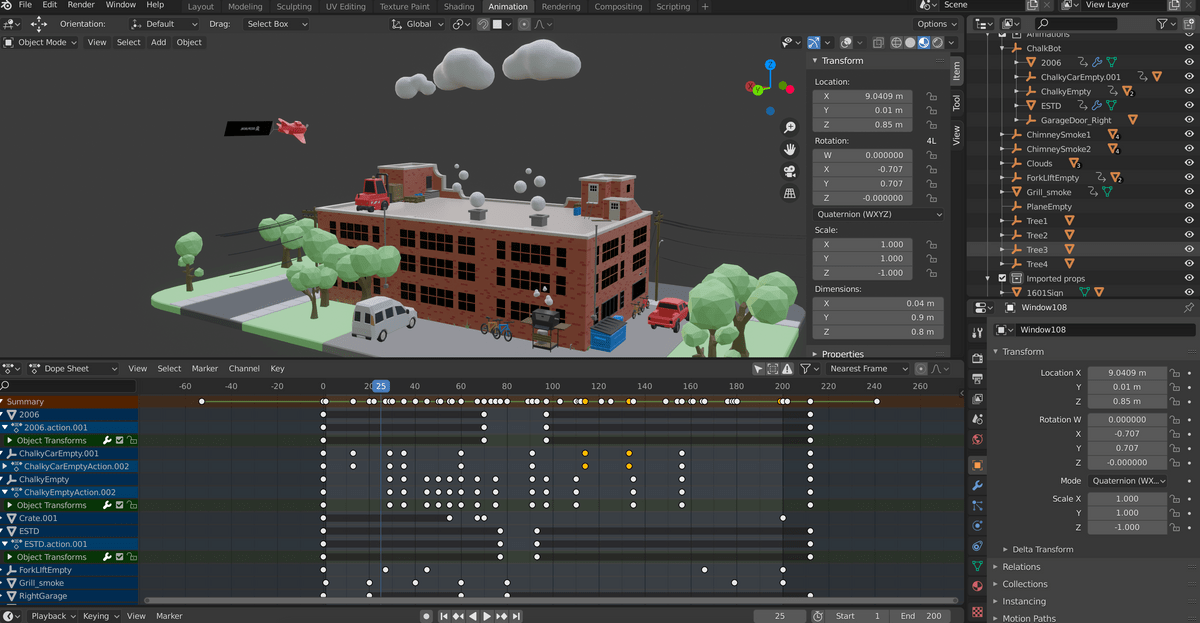 File Edit Render Window Help Layout Modeling Sculpting UV Editing Texture Paint Shading Animation Rendering Compositing Scripting + Scene View Layer
Orientation: Default Drag: Select Box Global Options
Object Mode View Select Add Object
Transform
Location:
X 9.0409 m
Y 0.01 m
Z 0.85 m
Rotation: 4L
W 0.000000
X -0.707
Y 0.707
Z -0.000000
Quaternion (WXYZ)
Scale:
X 1.000
Y 1.000
Z -1.000
Dimensions:
X 0.04 m
Y 0.9 m
Z 0.8 m
Properties
Item
Tool
View
Z
X
Y
Animations
ChalkBot
2006
ChalkyCarEmpty.001
ChalkyEmpty 2
ESTD
GarageDoor_Right
ChimneySmoke1 4
ChimneySmoke2 4
Clouds 3
ForkLIftEmpty 2
Grill_smoke
PlaneEmpty
Tree1
Tree2
Tree3
Tree4
Imported props
1601Sign
Window108
Window108
Transform
Location X 9.0409 m
Y 0.01 m
Z 0.85 m
Rotation W 0.000000
X -0.707
Y 0.707
Z -0.000000
Mode Quaternion (WX...
Scale X 1.000
Y 1.000
Z -1.000
Delta Transform
Relations
Collections
Instancing
Motion Paths
Dope Sheet View Select Marker Channel Key Nearest Frame
-60 -40 -20 0 20 25 40 60 80 100 120 140 160 180 200 220 240 260
Summary
2006
2006.action.001
Object Transforms
ChalkyCarEmpty.001
ChalkyCarEmptyAction.002
ChalkyEmpty
ChalkyEmptyAction.002
Object Transforms
Crate.001
ESTD
ESTD.action.001
Object Transforms
ForkLIftEmpty
Grill_smoke
RightGarage
Playback Keying View Marker 25 Start 1 End 200